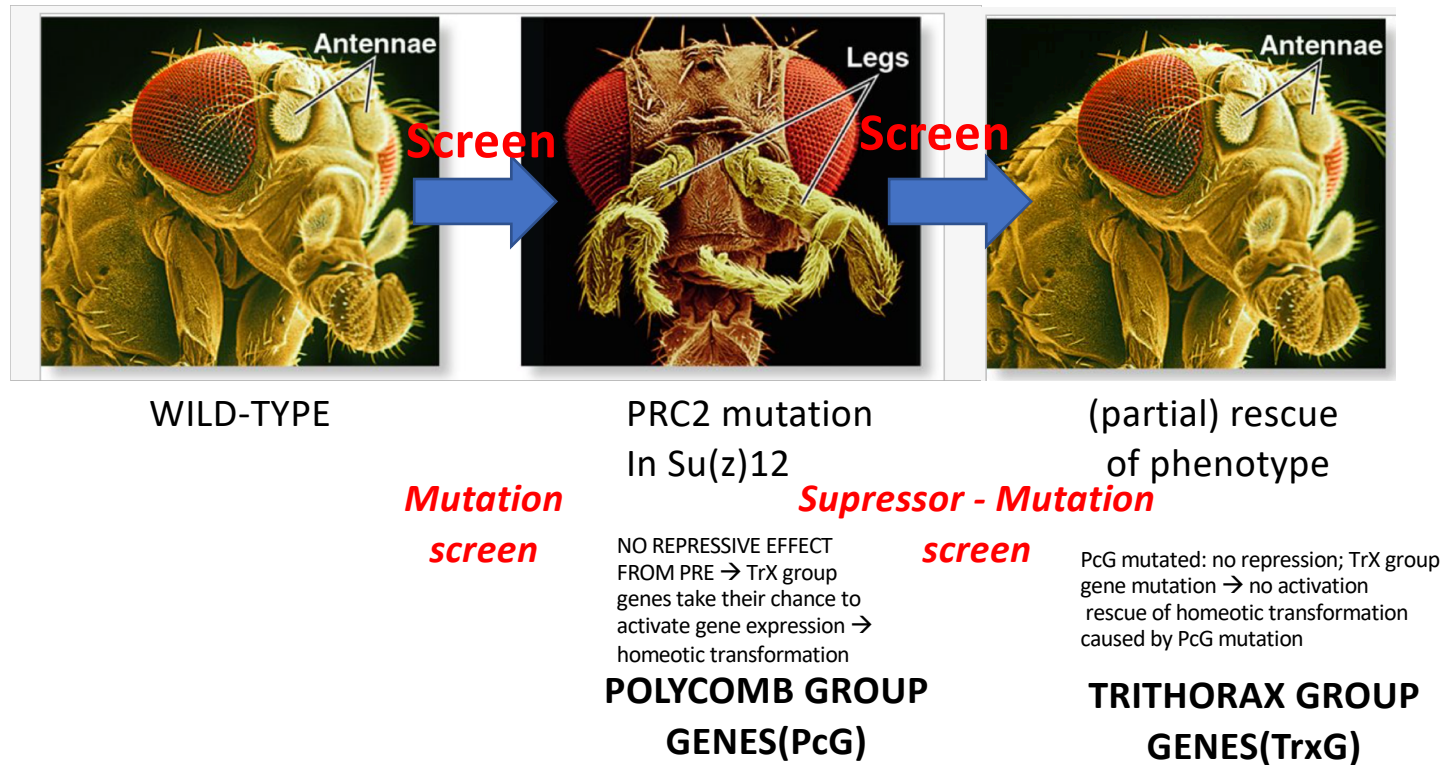 Antennae
Legs
Antennae
Screen
Screen
WILD-TYPE
PRC2 mutation
In Su(z)12
(partial) rescue
of phenotype
Mutation
screen
Supressor - Mutation
screen
NO REPRESSIVE EFFECT
FROM PRE → TrX group
genes take their chance to
activate gene expression →
homeotic transformation
PcG mutated: no repression; TrX group
gene mutation → no activation
rescue of homeotic transformation
caused by PcG mutation
POLYCOMB GROUP
GENES(PcG)
TRITHORAX GROUP
GENES(TrxG)